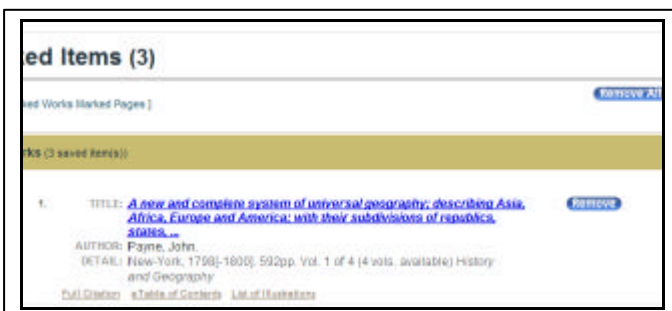 ked Items (3)
Remove All
ked Works Marked Pages ]
rks (3 saved item(s))
1. TITLE: A new and complete system of universal geography; describing Asia, Remove
Africa, Europe and America; with their subdivisions of republics,
states, ...
AUTHOR: Payne, John.
DETAIL: New-York, 1798[-1800]. 592pp. Vol. 1 of 4 (4 vols. available) History
and Geography
Full Citation eTable of Contents List of Illustrations